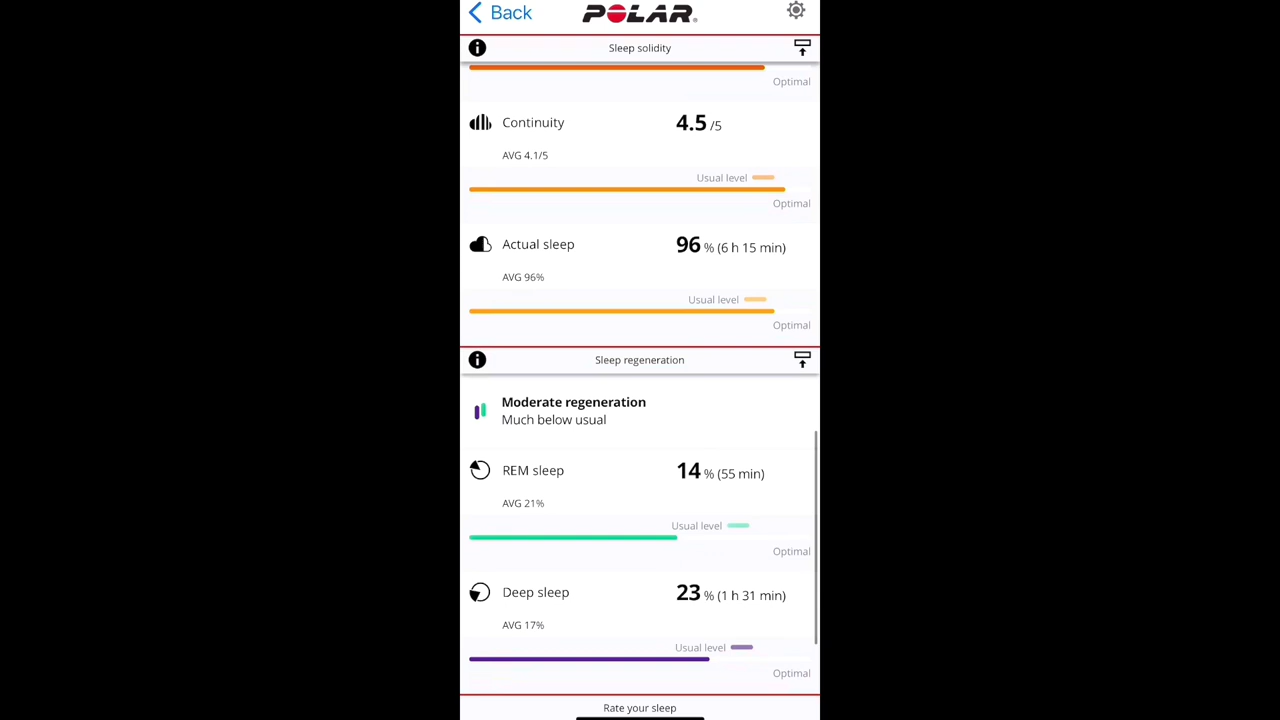 Back
POLAR
Sleep solidity
Optimal
Continuity 4.5 /5
AVG 4.1/5
Usual level
Optimal
Actual sleep 96 % (6 h 15 min)
AVG 96%
Usual level
Optimal
Sleep regeneration
Moderate regeneration
Much below usual
REM sleep 14 % (55 min)
AVG 21%
Usual level
Optimal
Deep sleep 23 % (1 h 31 min)
AVG 17%
Usual level
Optimal
Rate your sleep